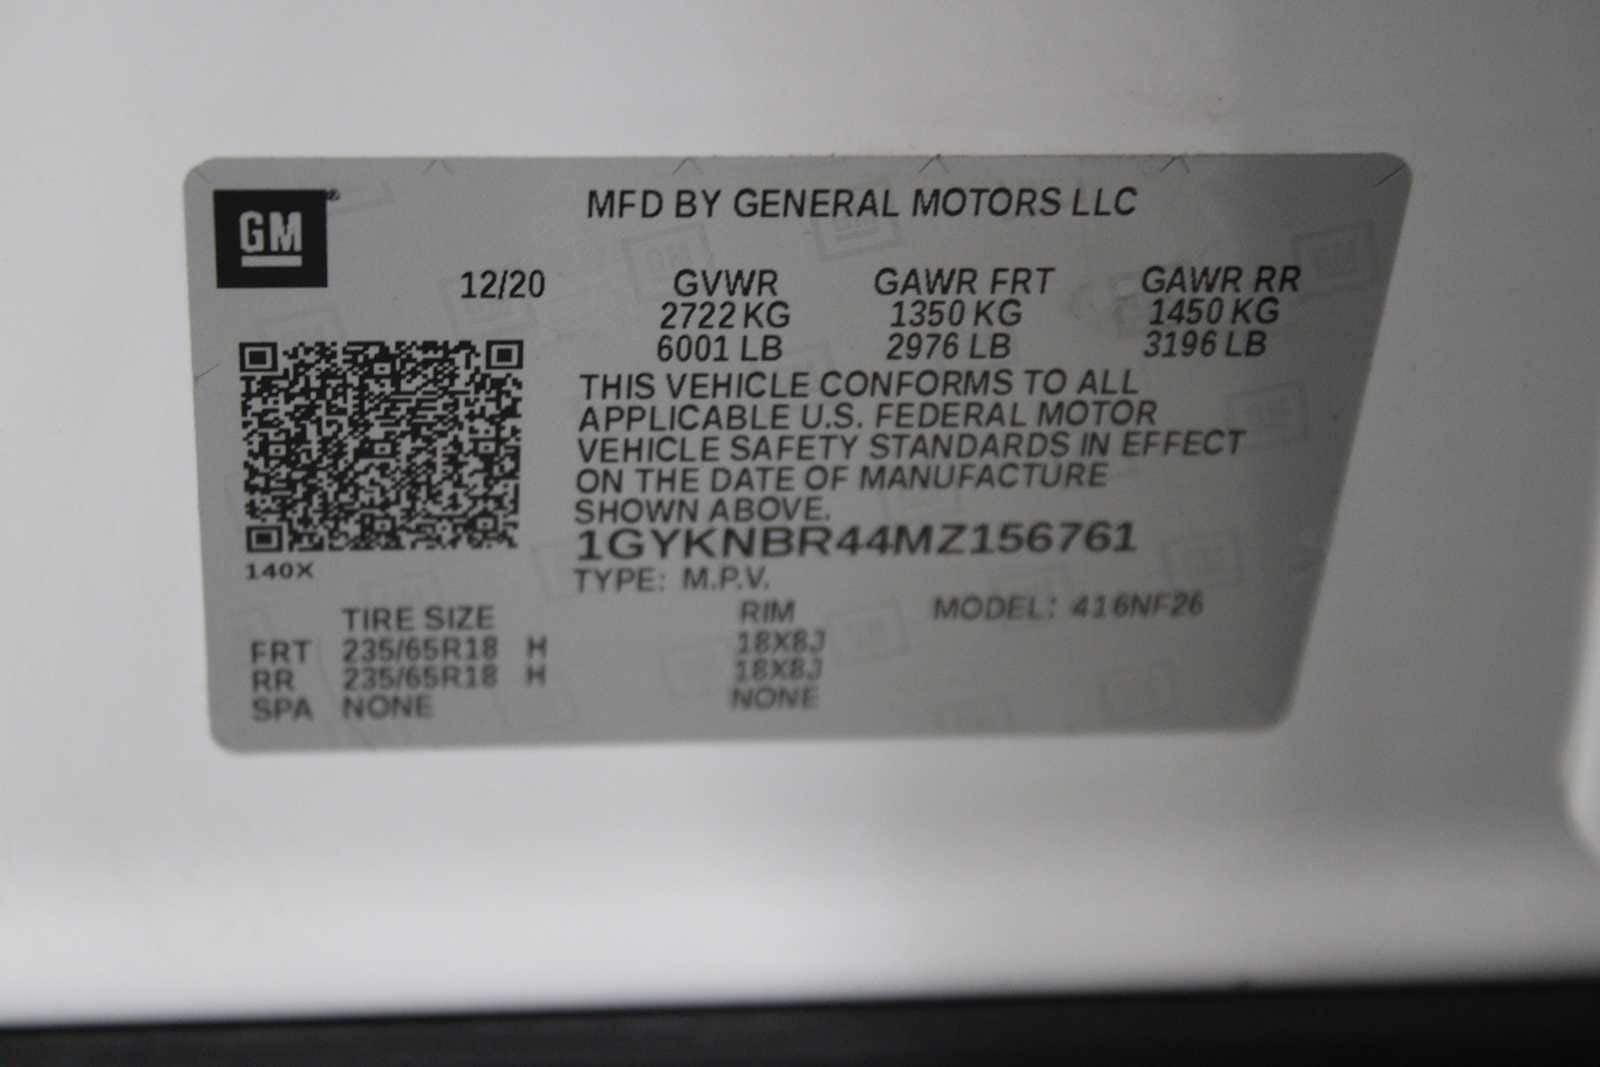 GM
MFD BY GENERAL MOTORS LLC
12/20 GVWR GAWR FRT GAWR RR
2722 KG 1350 KG 1450 KG
6001 LB 2976 LB 3196 LB
THIS VEHICLE CONFORMS TO ALL
APPLICABLE U.S. FEDERAL MOTOR
VEHICLE SAFETY STANDARDS IN EFFECT
ON THE DATE OF MANUFACTURE
SHOWN ABOVE.
1GYKNBR44MZ156761
140X
TYPE: M.P.V.
TIRE SIZE RIM MODEL: 416NF26
FRT 235/65R18 H 18X8J
RR 235/65R18 H 18X8J
SPA NONE NONE